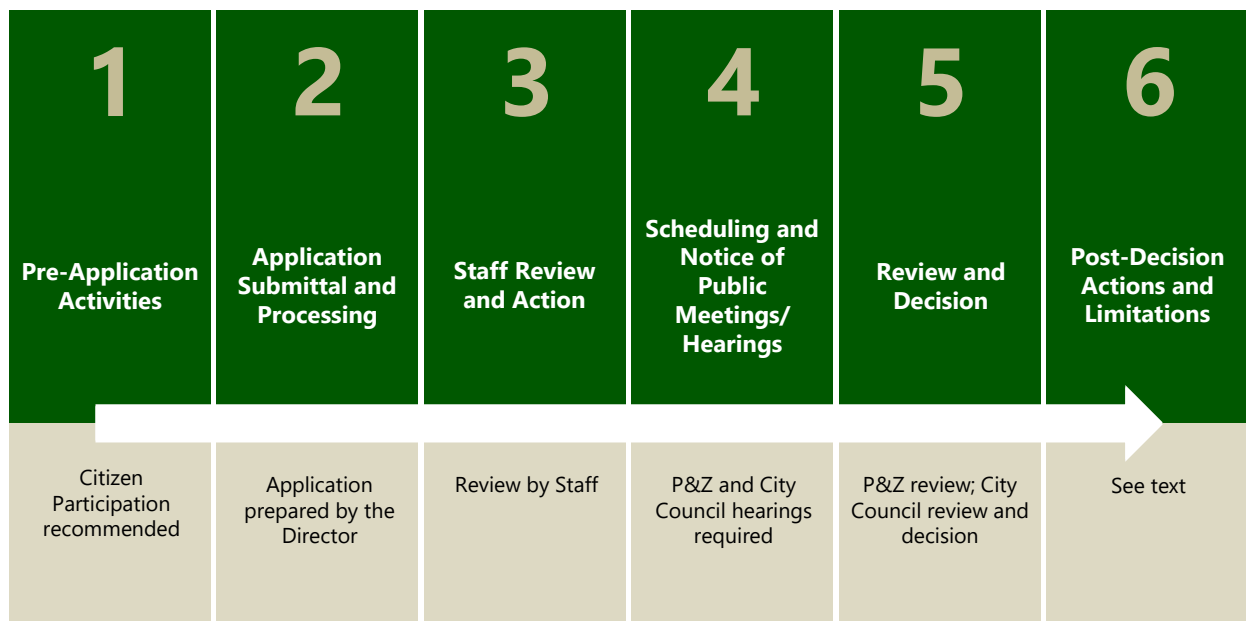 1
Pre-Application
Activities
Citizen
Participation
recommended
2
Application
Submittal and
Processing
Application
prepared by the
Director
3
Staff Review
and Action
Review by Staff
4
Scheduling and
Notice of
Public
Meetings/
Hearings
P&Z and City
Council hearings
required
5
Review and
Decision
P&Z review; City
Council review and
decision
6
Post-Decision
Actions and
Limitations
See text